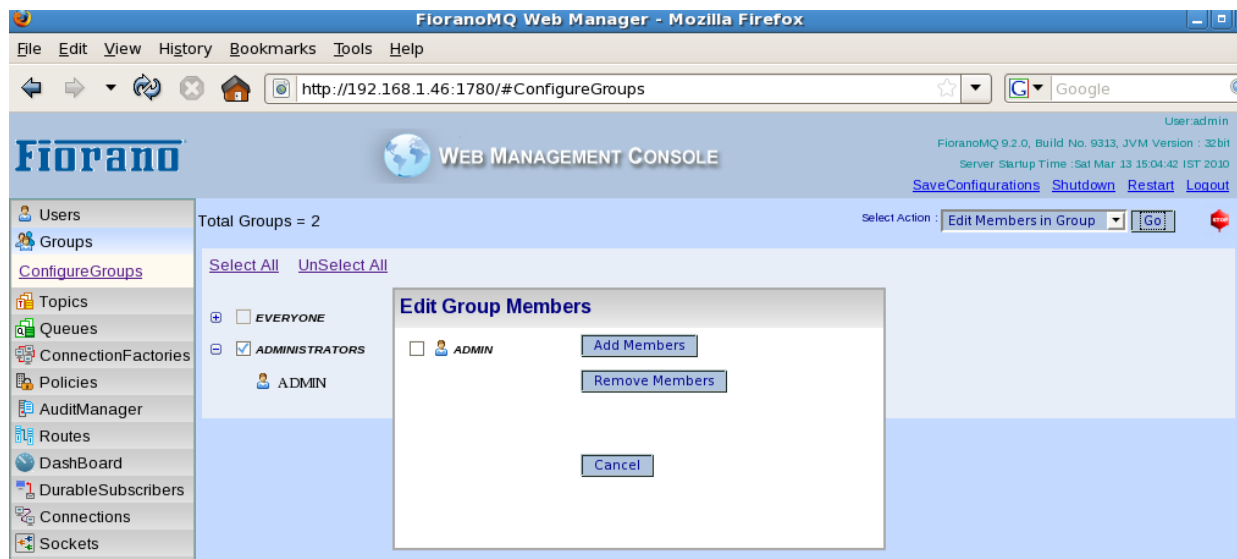 FioranoMQ Web Manager - Mozilla Firefox
File Edit View History Bookmarks Tools Help
http://192.168.1.46:1780/#ConfigureGroups
G Google
User:admin
Fiorano
WEB MANAGEMENT CONSOLE
FioranoMQ 9.2.0, Build No. 9313, JVM Version : 32bit
Server Startup Time :Sat Mar 13 15:04:42 IST 2010
SaveConfigurations Shutdown Restart Logout
Users
Groups
ConfigureGroups
Topics
Queues
ConnectionFactories
Policies
AuditManager
Routes
DashBoard
DurableSubscribers
Connections
Sockets
Total Groups = 2
Select Action : Edit Members in Group Go
STOP
Select All UnSelect All
EVERYONE
ADMINISTRATORS
ADMIN
Edit Group Members
ADMIN
Add Members
Remove Members
Cancel